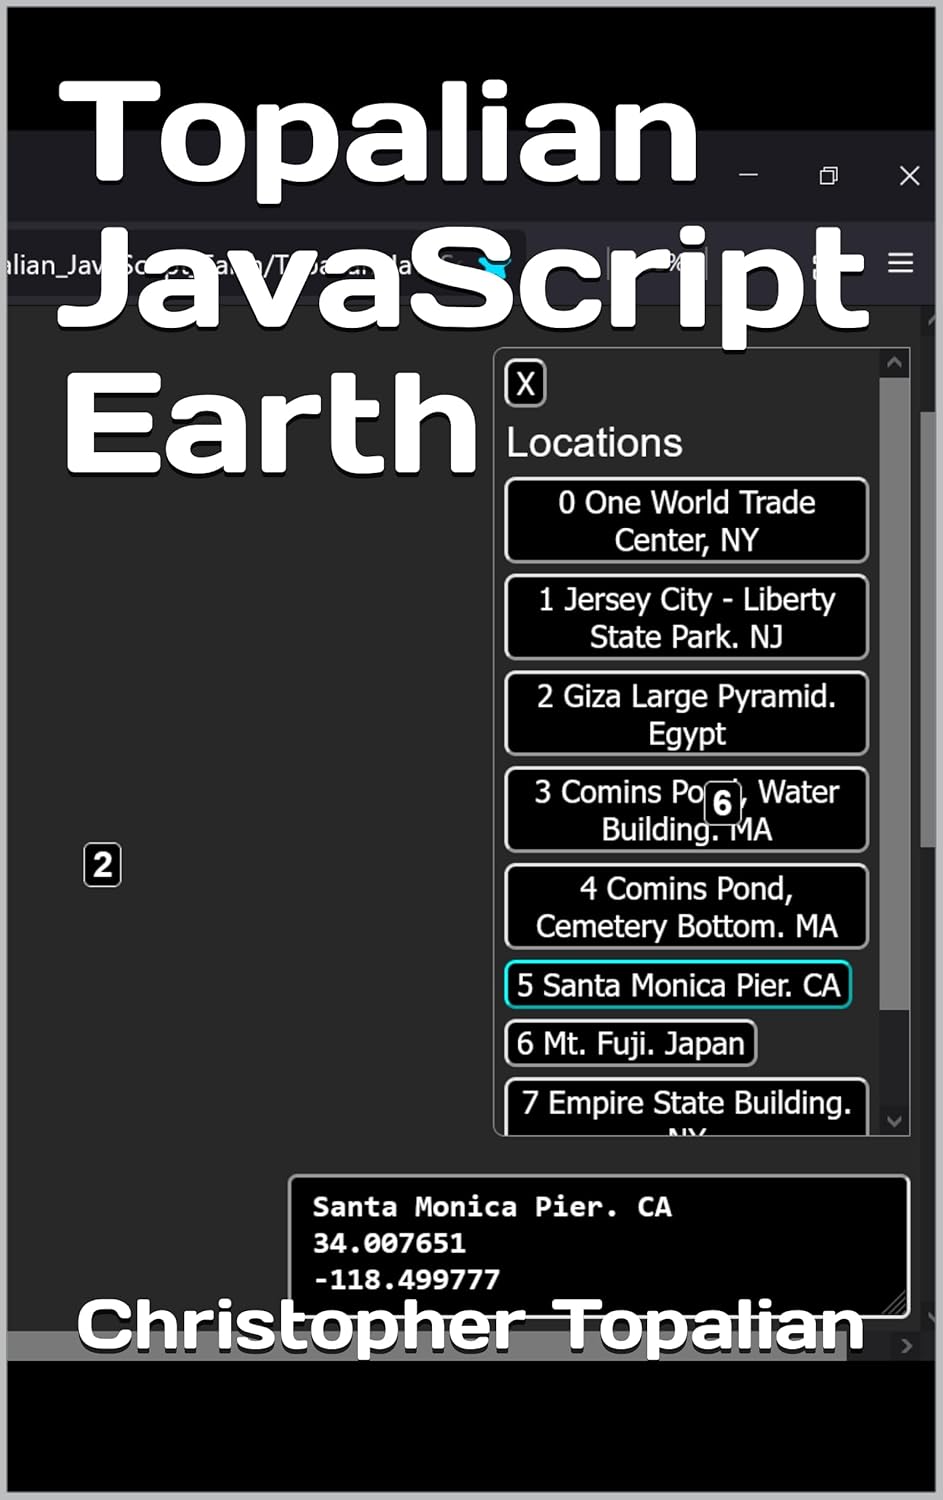 Topalian
JavaScript
Earth
X
Locations
0 One World Trade
Center, NY
1 Jersey City - Liberty
State Park. NJ
2 Giza Large Pyramid.
Egypt
3 Comins Water
Building. MA
6
4 Comins Pond,
Cemetery Bottom. MA
2
5 Santa Monica Pier. CA
6 Mt. Fuji. Japan
7 Empire State Building.
Santa Monica Pier. CA
34.007651
-118.499777
Christopher Topalian